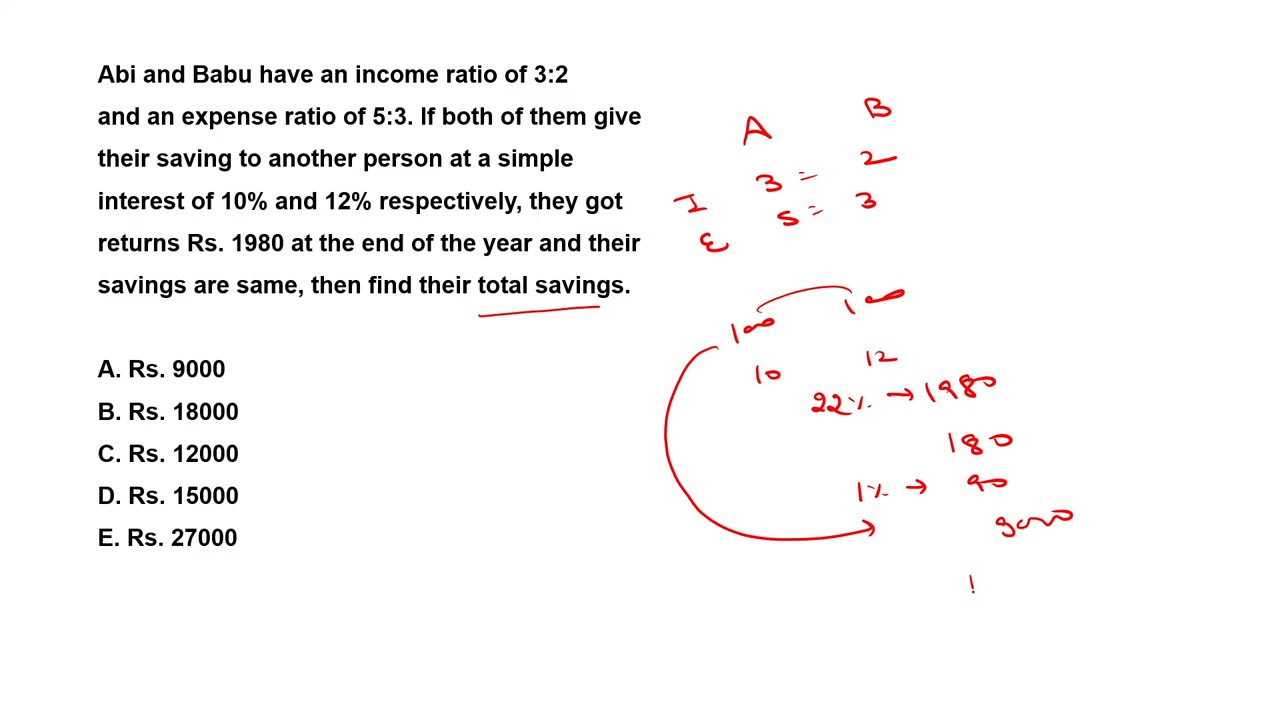 Abi and Babu have an income ratio of 3:2
and an expense ratio of 5:3. If both of them give
their saving to another person at a simple
interest of 10% and 12% respectively, they got
returns Rs. 1980 at the end of the year and their
savings are same, then find their total savings.
A. Rs. 9000
B. Rs. 18000
C. Rs. 12000
D. Rs. 15000
E. Rs. 27000
A B
I 3 = 2
E 5 = 3
100 100
10 12
22% → 1980
180
1% → 90
9000
1